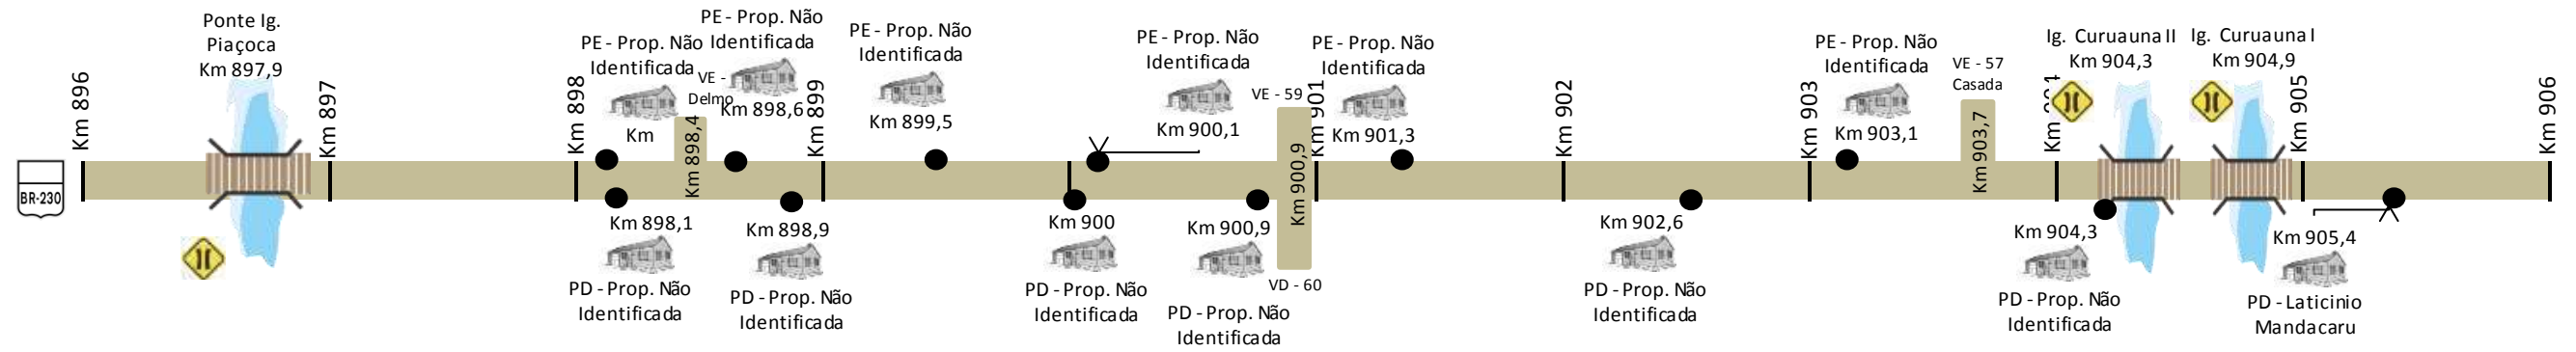 Ponte Ig.
Piaçoca
Km 897,9
PE - Prop. Não
Identificada
Km
VE -
Delmo
PE - Prop. Não
Identificada
Km 898,6
PE - Prop. Não
Identificada
Km 899,5
PE - Prop. Não
Identificada
Km 900,1
VE - 59
PE - Prop. Não
Identificada
Km 901,3
PE - Prop. Não
Identificada
Km 903,1
VE - 57
Casada
Ig. Curuauna II
Km 904,3
Ig. Curuauna I
Km 904,9
Km 896
Km 897
Km 898
Km 899
Km 901
Km 902
Km 903
Km 904
Km 905
Km 906
BR-230
Km 898,4
Km 900,9
Km 903,7
Km 898,1
PD - Prop. Não
Identificada
Km 898,9
PD - Prop. Não
Identificada
Km 900
PD - Prop. Não
Identificada
Km 900,9
PD - Prop. Não
Identificada
VD - 60
Km 902,6
PD - Prop. Não
Identificada
Km 904,3
PD - Prop. Não
Identificada
Km 905,4
PD - Laticinio
Mandacaru